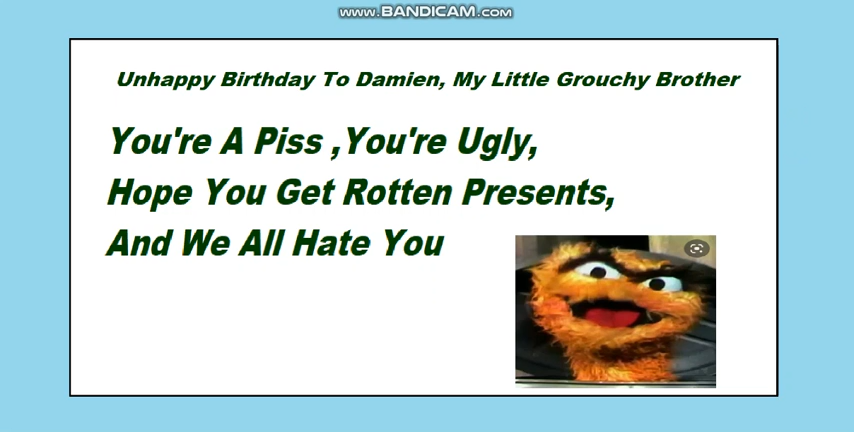 www.BANDICAM.com
Unhappy Birthday To Damien, My Little Grouchy Brother
You're A Piss ,You're Ugly,
Hope You Get Rotten Presents,
And We All Hate You